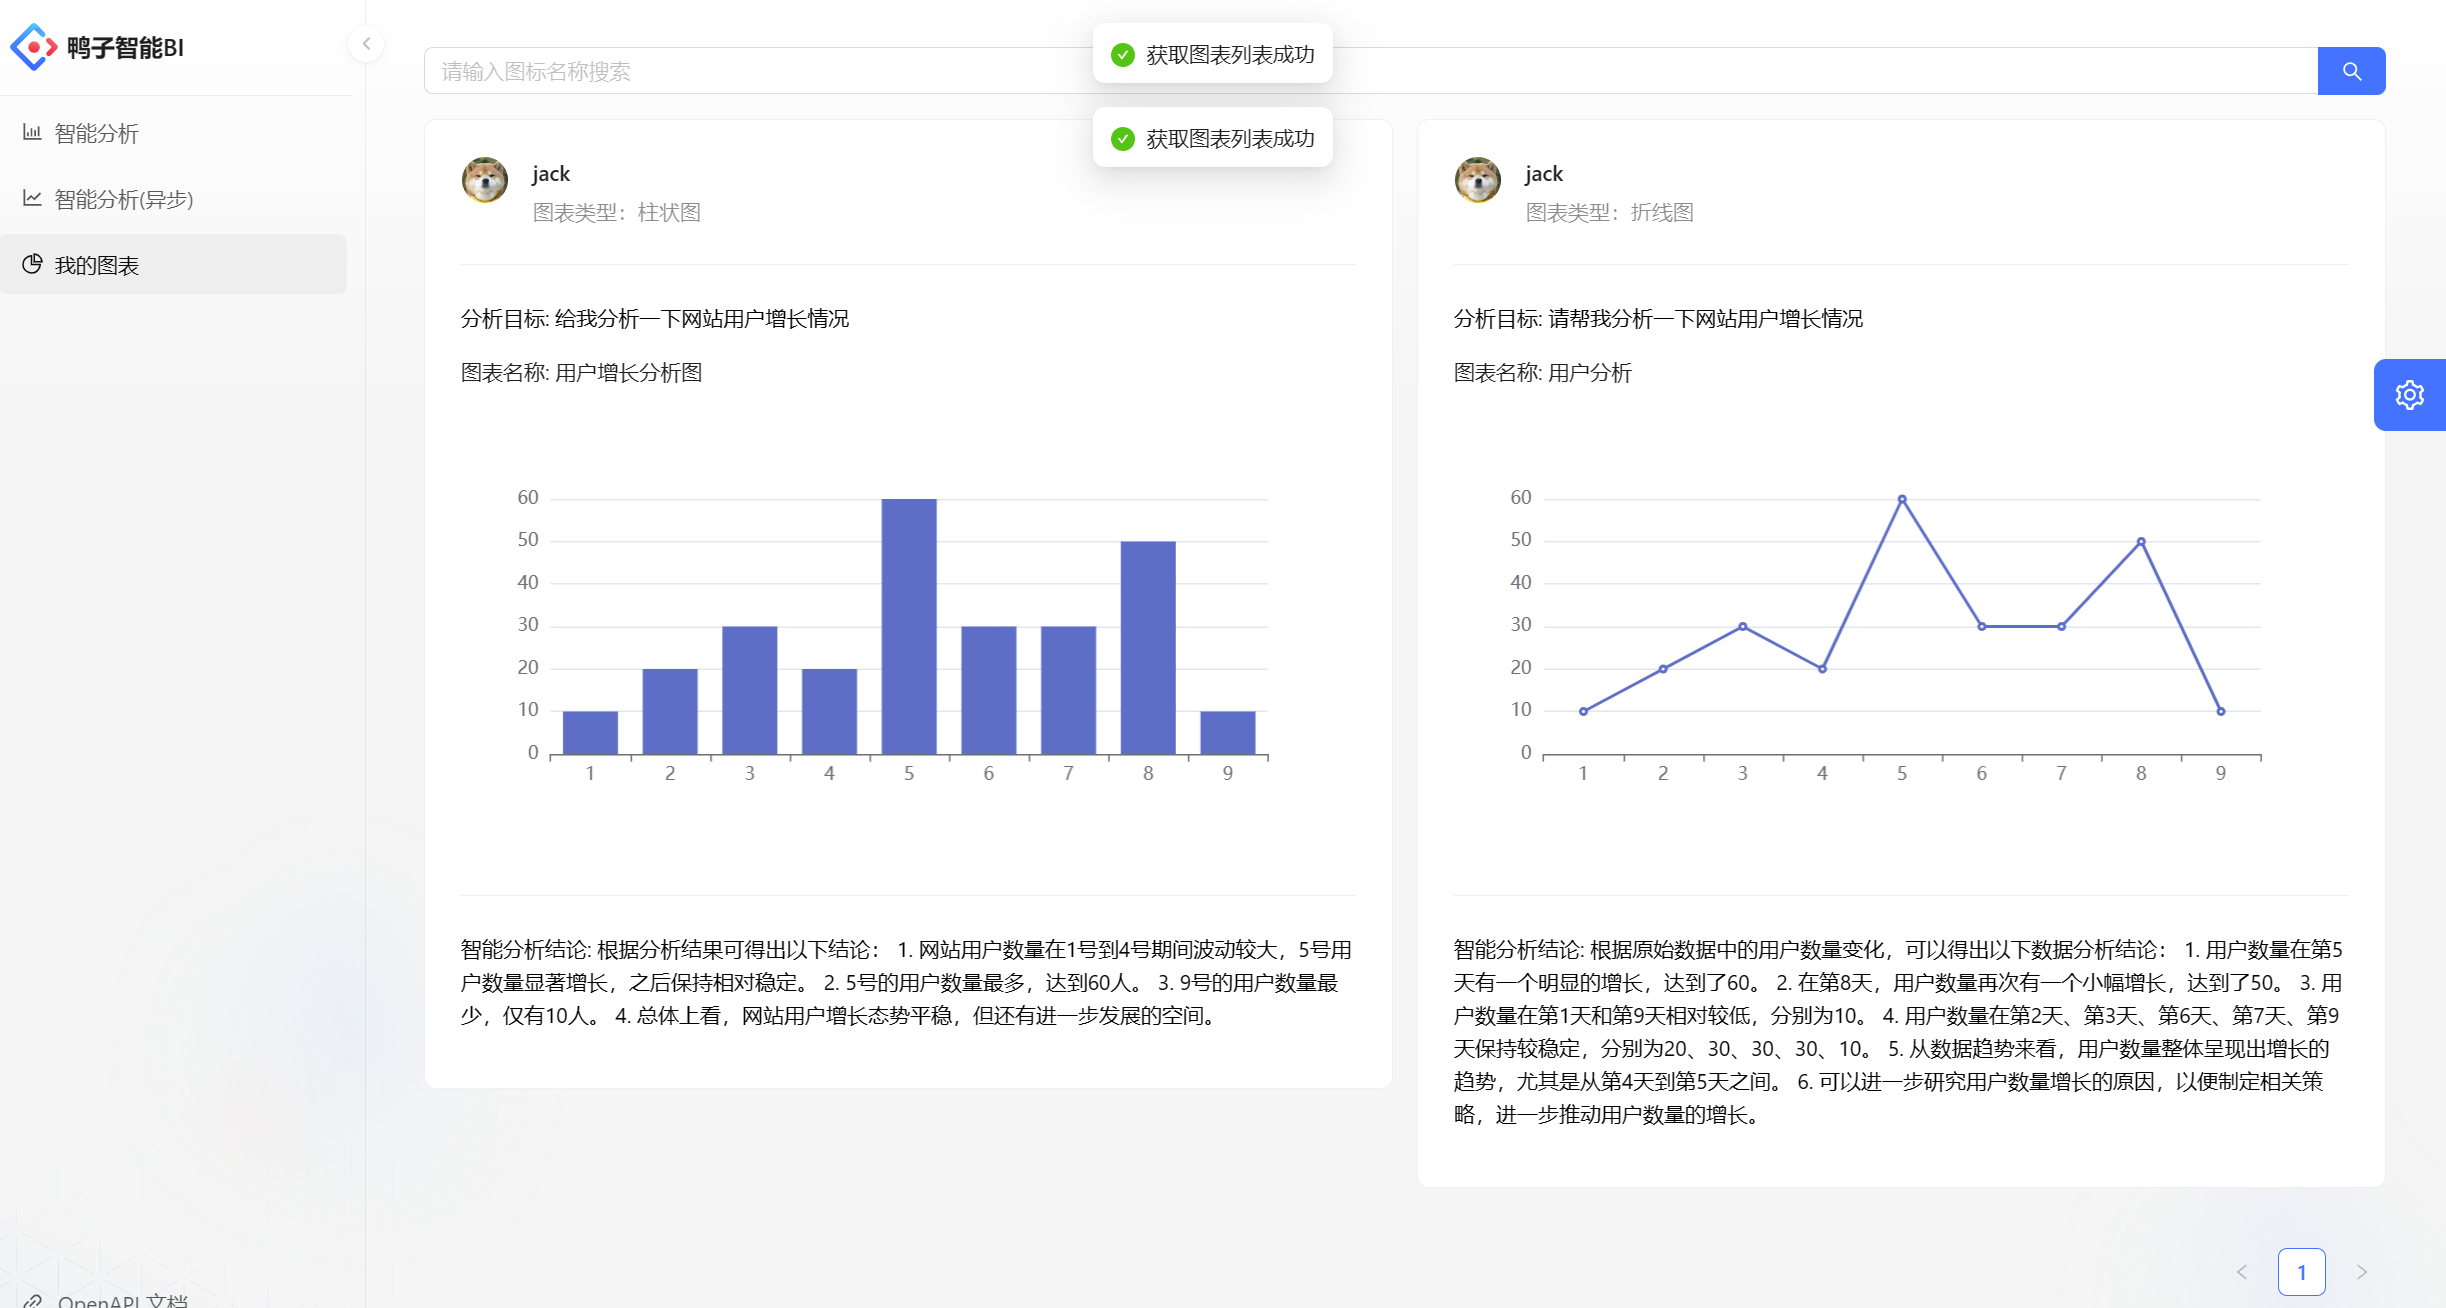 鸭子智能BI
智能分析
智能分析(异步)
我的图表
OpenAPI 文档
请输入图标名称搜索
获取图表列表成功
获取图表列表成功
jack
图表类型：柱状图
分析目标: 给我分析一下网站用户增长情况
图表名称: 用户增长分析图
60
50
40
30
20
10
0
1 2 3 4 5 6 7 8 9
智能分析结论: 根据分析结果可得出以下结论： 1. 网站用户数量在1号到4号期间波动较大，5号用
户数量显著增长，之后保持相对稳定。 2. 5号的用户数量最多，达到60人。 3. 9号的用户数量最
少，仅有10人。 4. 总体上看，网站用户增长态势平稳，但还有进一步发展的空间。
jack
图表类型：折线图
分析目标: 请帮我分析一下网站用户增长情况
图表名称: 用户分析
60
50
40
30
20
10
0
1 2 3 4 5 6 7 8 9
智能分析结论: 根据原始数据中的用户数量变化，可以得出以下数据分析结论： 1. 用户数量在第5
天有一个明显的增长，达到了60。 2. 在第8天，用户数量再次有一个小幅增长，达到了50。 3. 用
户数量在第1天和第9天相对较低，分别为10。 4. 用户数量在第2天、第3天、第6天、第7天、第9
天保持较稳定，分别为20、30、30、30、10。 5. 从数据趋势来看，用户数量整体呈现出增长的
趋势，尤其是从第4天到第5天之间。 6. 可以进一步研究用户数量增长的原因，以便制定相关策
略，进一步推动用户数量的增长。
1